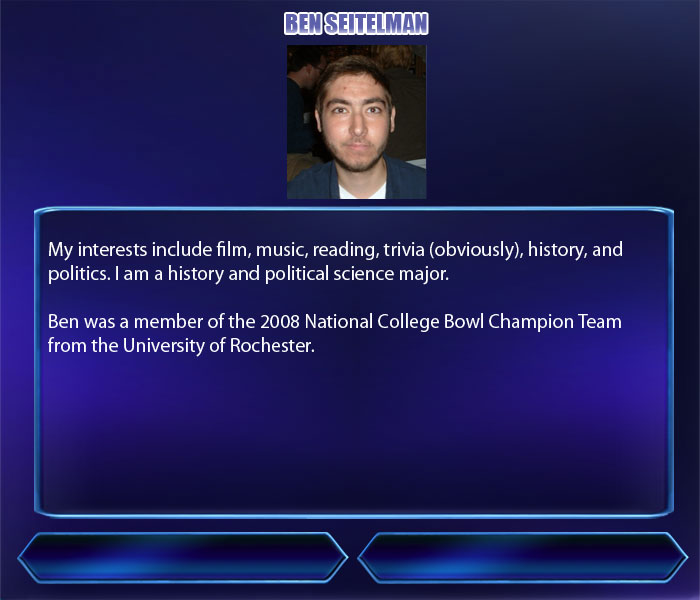 BEN SEITELMAN
My interests include film, music, reading, trivia (obviously), history, and
politics. I am a history and political science major.
Ben was a member of the 2008 National College Bowl Champion Team
from the University of Rochester.